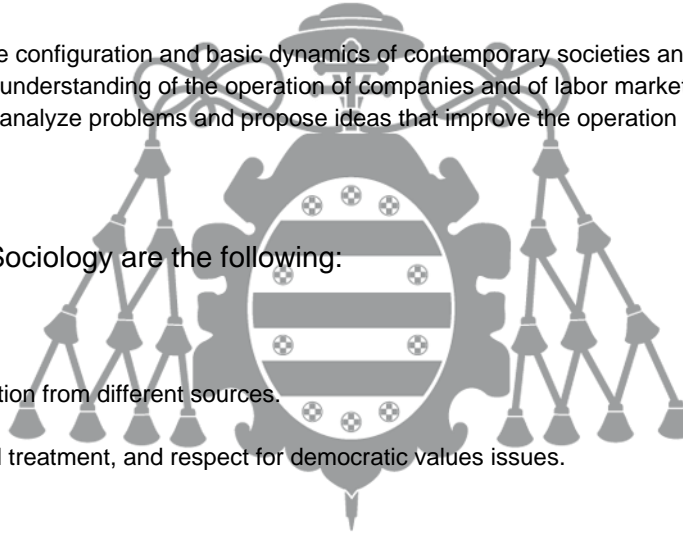 e configuration and basic dynamics of contemporary societies an
understanding of the operation of companies and of labor market
analyze problems and propose ideas that improve the operation
Sociology are the following:
tion from different sources.
l treatment, and respect for democratic values issues.